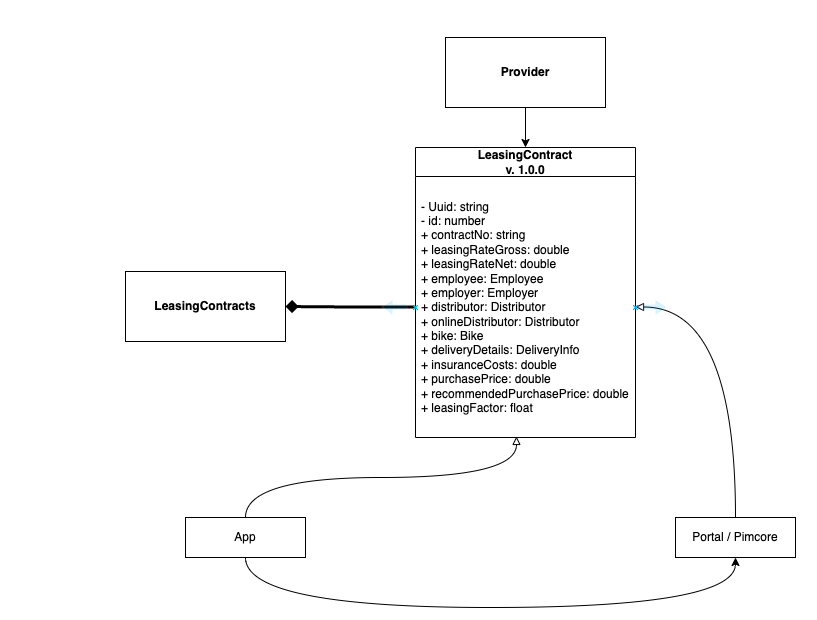 Provider
LeasingContract
v. 1.0.0
- Uuid: string
- id: number
+ contractNo: string
+ leasingRateGross: double
+ leasingRateNet: double
+ employee: Employee
+ employer: Employer
+ distributor: Distributor
+ onlineDistributor: Distributor
+ bike: Bike
+ deliveryDetails: DeliveryInfo
+ insuranceCosts: double
+ purchasePrice: double
+ recommendedPurchasePrice: double
+ leasingFactor: float
LeasingContracts
App
Portal / Pimcore